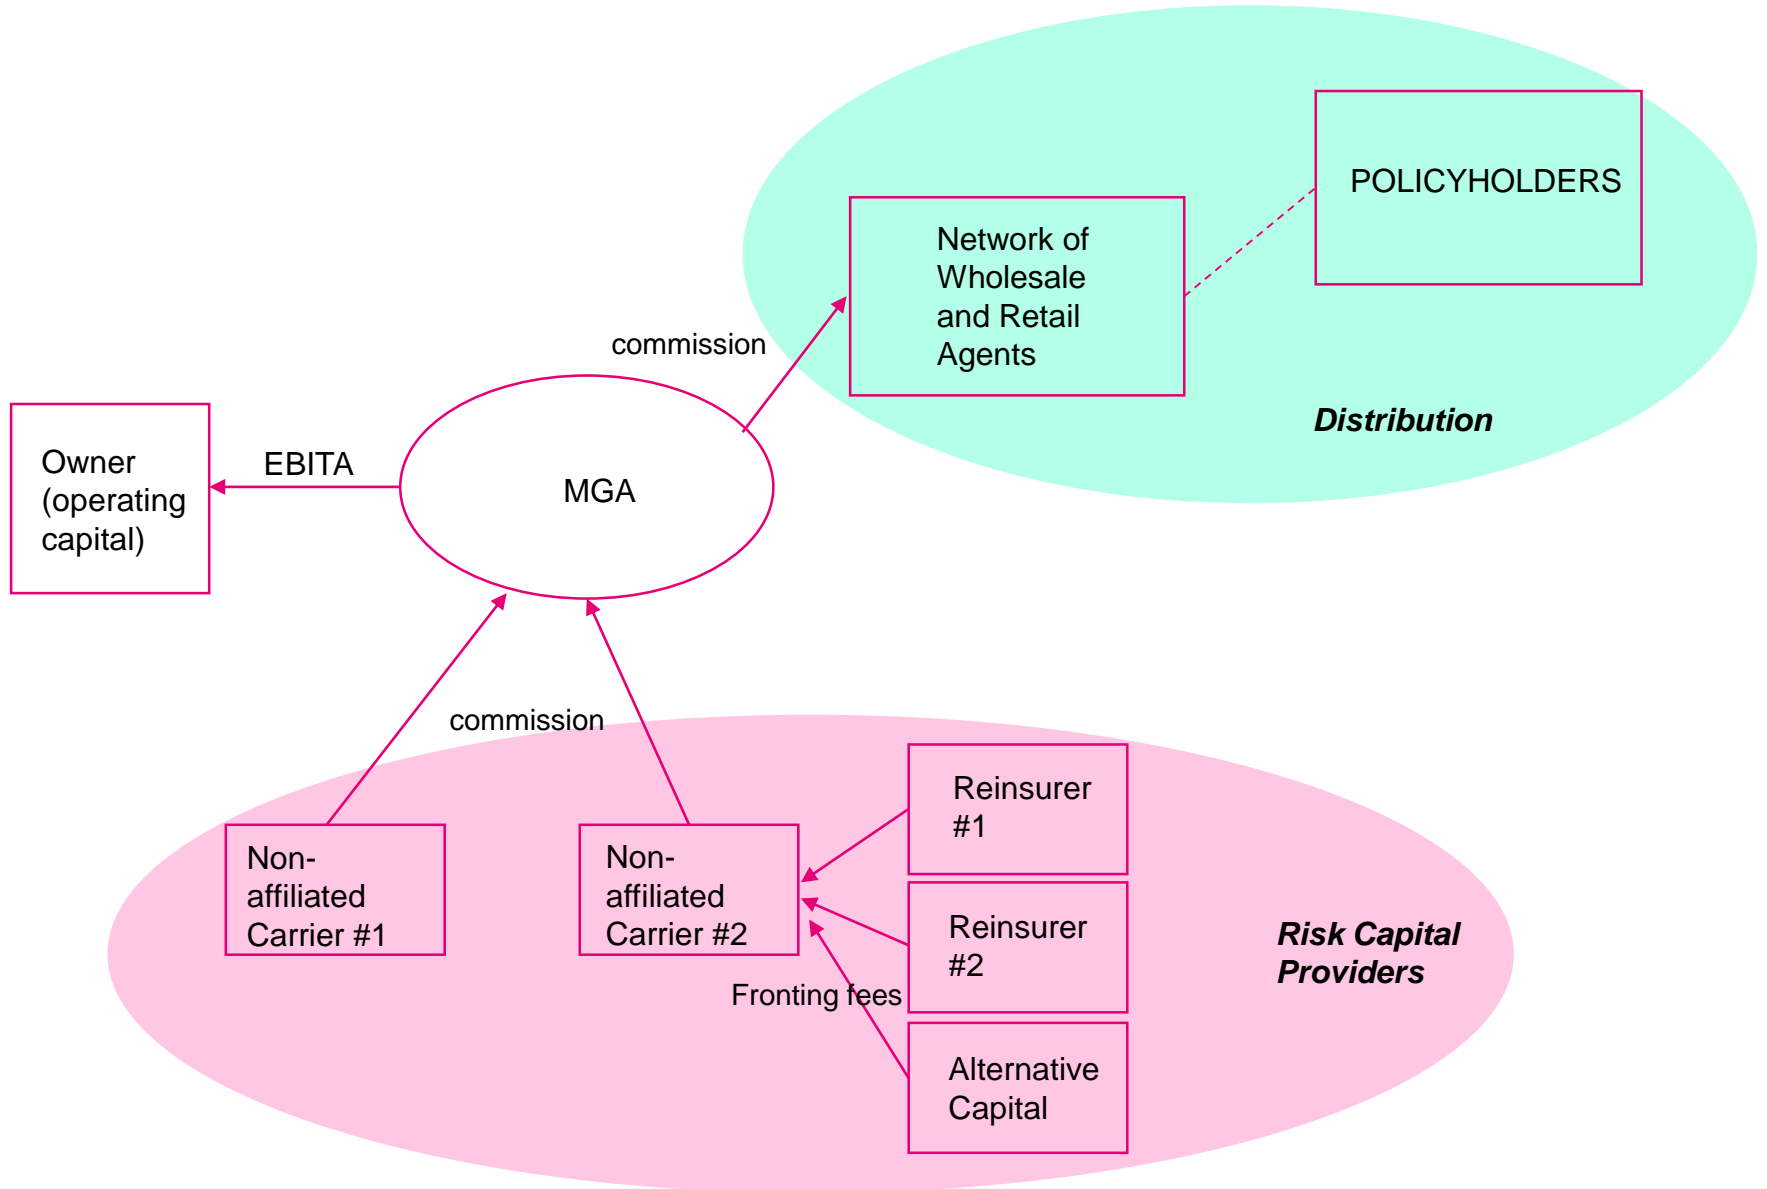 POLICYHOLDERS
Network of
Wholesale
and Retail
Agents
commission
Distribution
Owner
(operating
capital)
EBITA
MGA
commission
Non-
affiliated
Carrier #1
Non-
affiliated
Carrier #2
Reinsurer
#1
Reinsurer
#2
Fronting fees
Alternative
Capital
Risk Capital
Providers